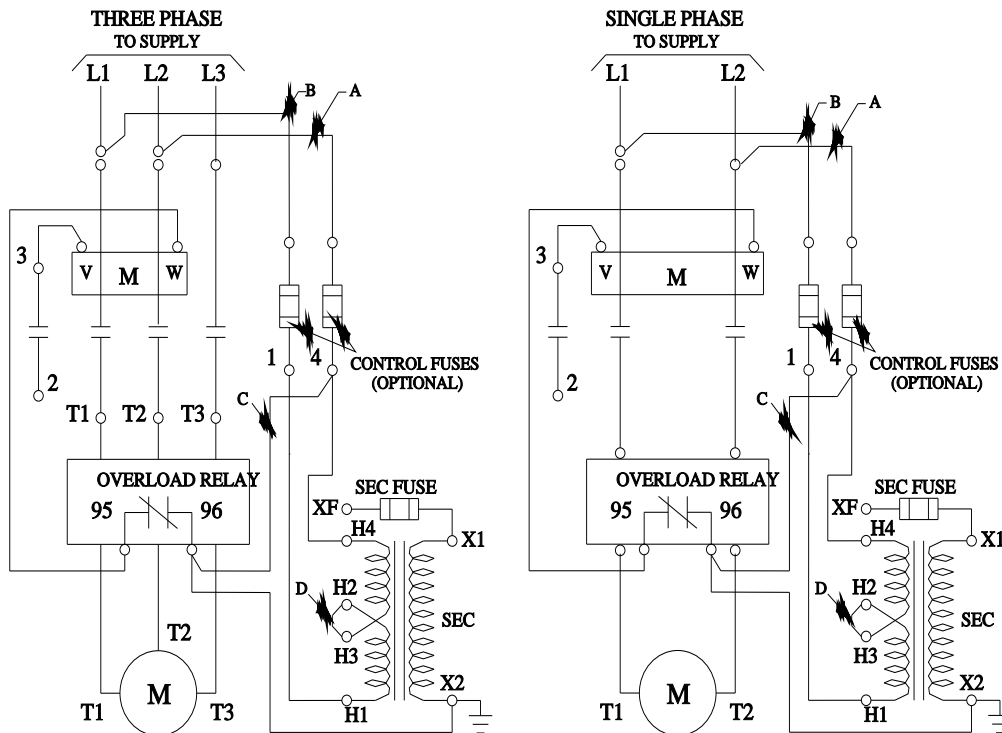 THREE PHASE
TO SUPPLY
L1 L2 L3
B
A
3
V M W
1 4
CONTROL FUSES
(OPTIONAL)
2
C
T1 T2 T3
OVERLOAD RELAY
95 96
SEC FUSE
XF
H4
X1
D
H2
H3
SEC
T2
T1 M T3
H1
X2
SINGLE PHASE
TO SUPPLY
L1 L2
B
A
3
V M W
1 4
CONTROL FUSES
(OPTIONAL)
2
C
OVERLOAD RELAY
95 96
SEC FUSE
XF
H4
X1
D
H2
H3
SEC
T1 M T2
H1
X2